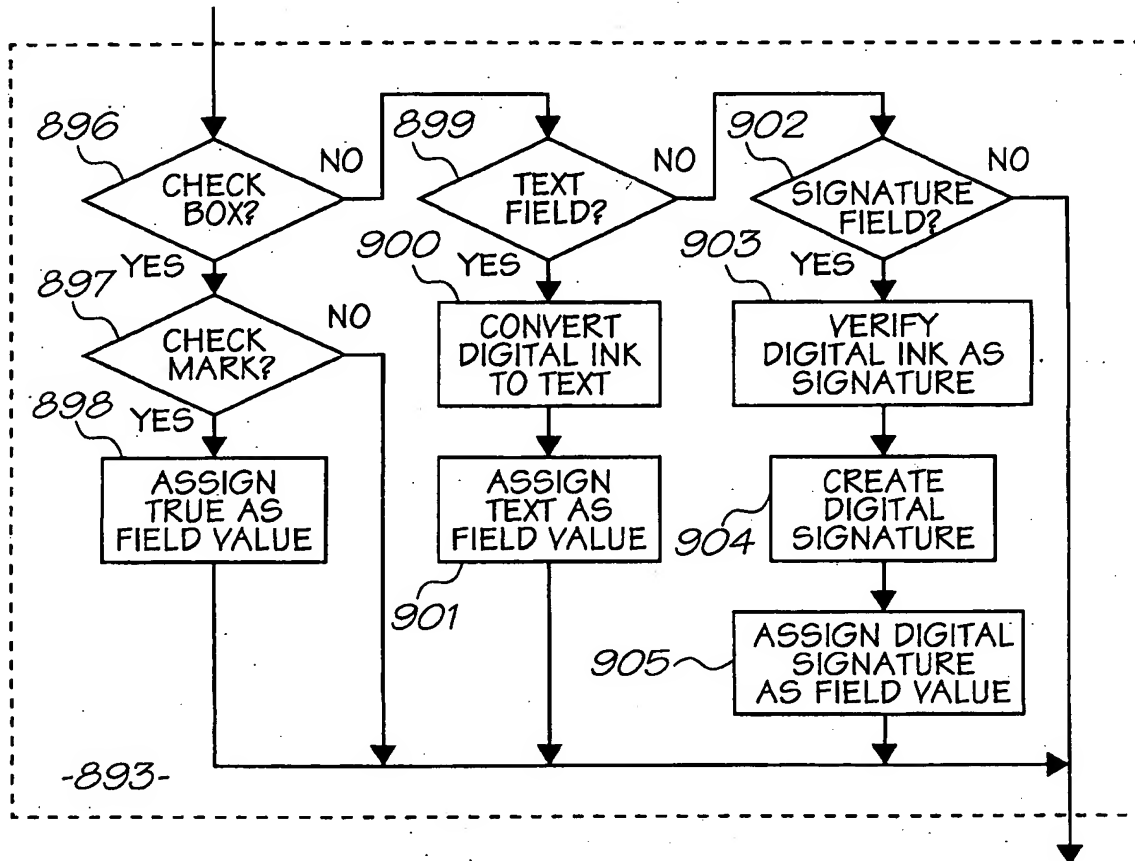 896
CHECK
BOX?
NO
YES
897
CHECK
MARK?
NO
YES
898
ASSIGN
TRUE AS
FIELD VALUE
899
TEXT
FIELD?
NO
YES
900
CONVERT
DIGITAL INK
TO TEXT
ASSIGN
TEXT AS
FIELD VALUE
901
902
SIGNATURE
FIELD?
NO
YES
903
VERIFY
DIGITAL INK AS
SIGNATURE
CREATE
DIGITAL
SIGNATURE
904
ASSIGN DIGITAL
SIGNATURE
AS FIELD VALUE
905
-893-